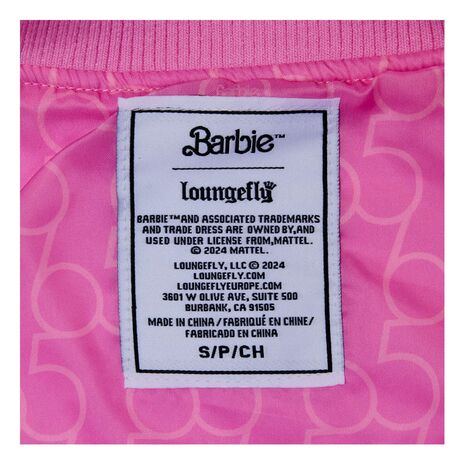 Barbie
Barbie™
loungefly
BARBIE™AND ASSOCIATED TRADEMARKS
AND TRADE DRESS ARE OWNED BY,AND
USED UNDER LICENSE FROM,MATTEL.
© 2024 MATTEL.
LOUNGEFLY, LLC © 2024
LOUNGEFLY.COM
LOUNGEFLYEUROPE.COM
3601 W OLIVE AVE, SUITE 500
BURBANK, CA 91505
MADE IN CHINA / FABRIQUÉ EN CHINE/
FABRICADO EN CHINA
S/P/CH